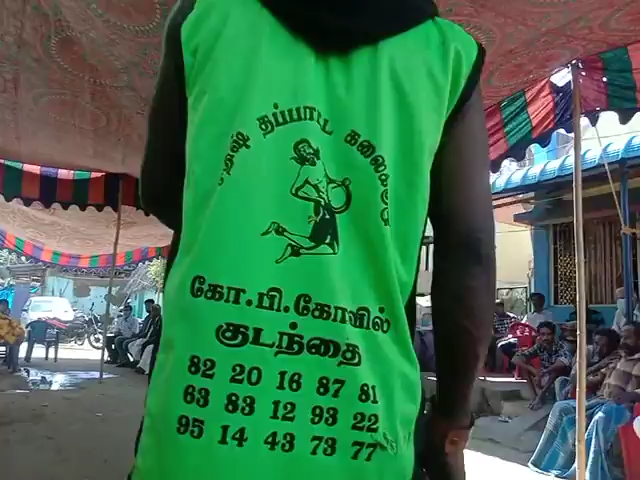 தப்பாட்ட கலைக்குழு
கோ.பி.கோவில்
குடந்தை
82 20 16 87 81
63 83 12 93 22
95 14 43 73 77